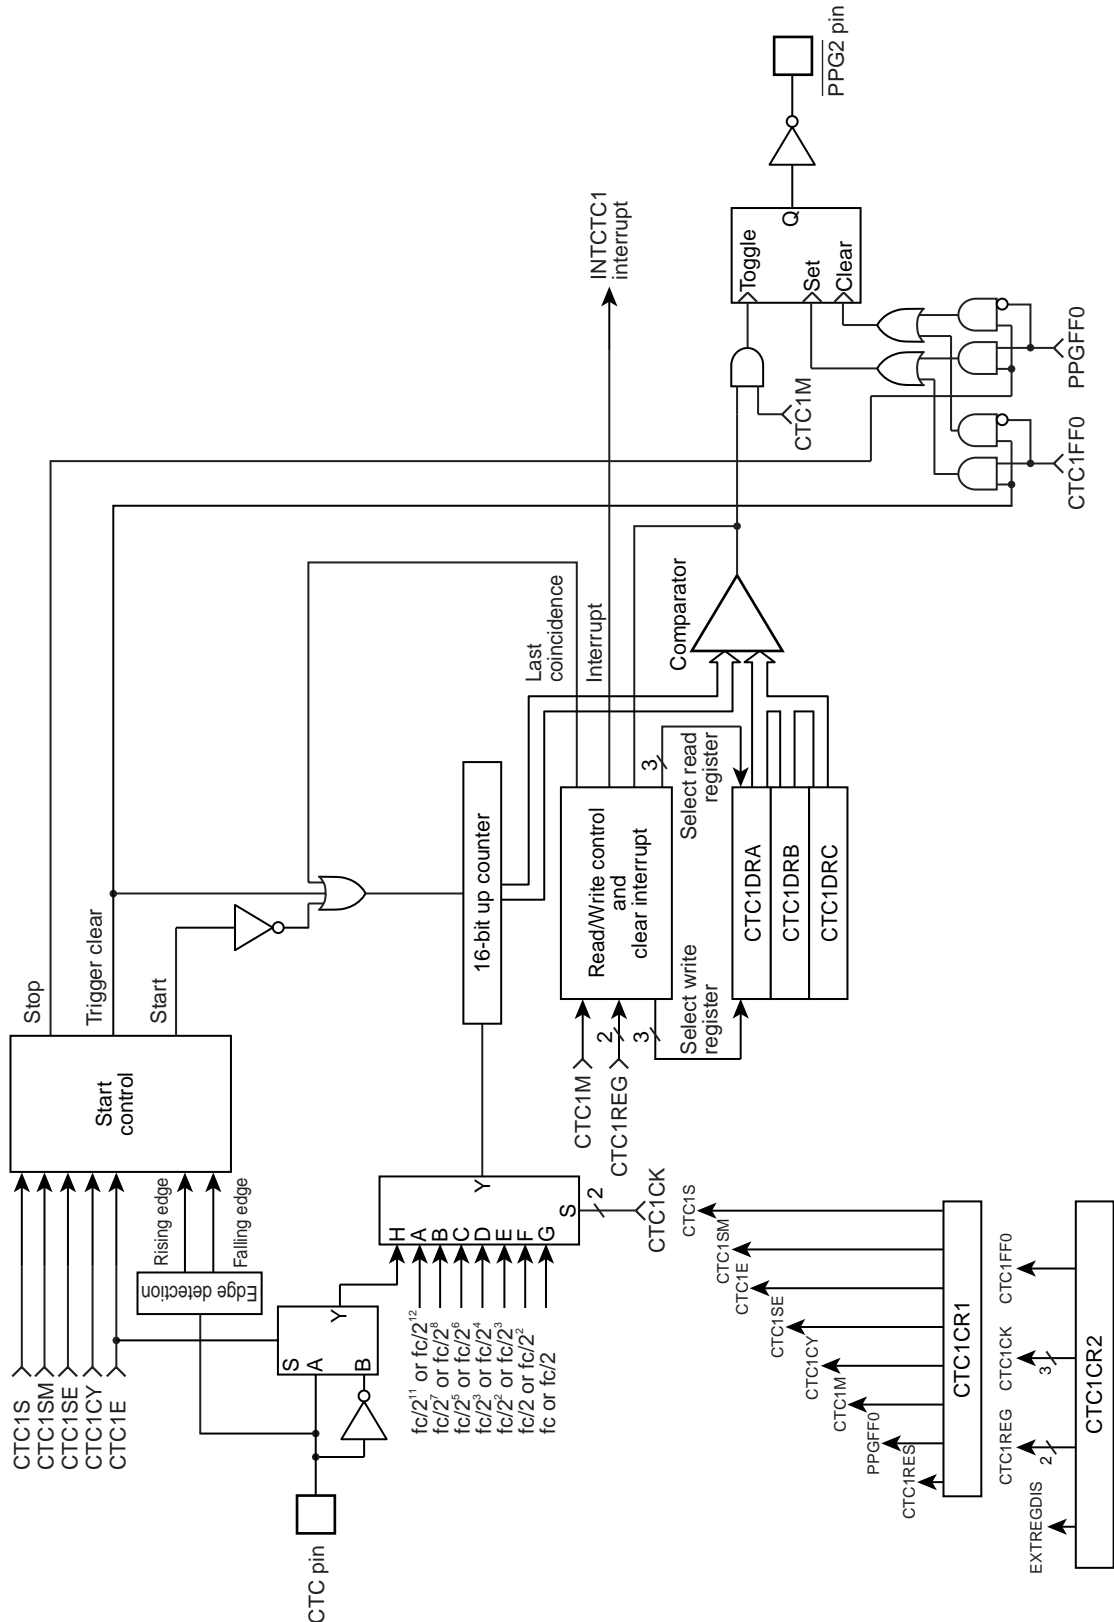 CTC1S
CTC1SM
CTC1SE
CTC1CY
CTC1E
CTC pin
Edge detection
Rising edge
Falling edge
Start
control
Stop
Trigger clear
Start
S
A
B
Y
H
A
B
C
D
E
F
G
S
Y
fc/2¹¹ or fc/2¹²
fc/2⁷ or fc/2⁸
fc/2⁵ or fc/2⁶
fc/2³ or fc/2⁴
fc/2² or fc/2³
fc/2 or fc/2²
fc or fc/2
2
CTC1CK
16-bit up counter
CTC1M
CTC1REG
2
3
Read/Write control
and
clear interrupt
Select write
register
3
Select read
register
Last
coincidence
Interrupt
CTC1DRA
CTC1DRB
CTC1DRC
Comparator
INTCTC1
interrupt
CTC1M
Toggle
Set
Clear
Q
PPG2 pin
CTC1FF0
PPGFF0
CTC1RES
PPGFF0
CTC1M
CTC1CY
CTC1SE
CTC1E
CTC1SM
CTC1S
CTC1CR1
EXTREGDIS
CTC1REG
2
CTC1CK
3
CTC1FF0
CTC1CR2